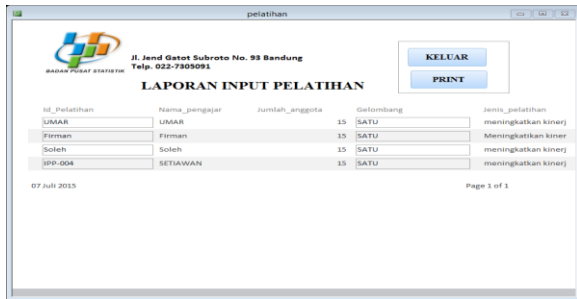 pelatihan
BADAN PUSAT STATISTIK
Jl. Jend Gatot Subroto No. 93 Bandung
Telp. 022-7305091
KELUAR
PRINT
LAPORAN INPUT PELATIHAN
Id_Pelatihan Nama_pengajar Jumlah_anggota Gelombang Jenis_pelatihan
UMAR UMAR 15 SATU meningkatkan kinerj
Firman Firman 15 SATU Meningkatikan kiner
Soleh Soleh 15 SATU meningkatkan kinerj
IPP-004 SETIAWAN 15 SATU meningkatkan kinerj
07 Juli 2015 Page 1 of 1